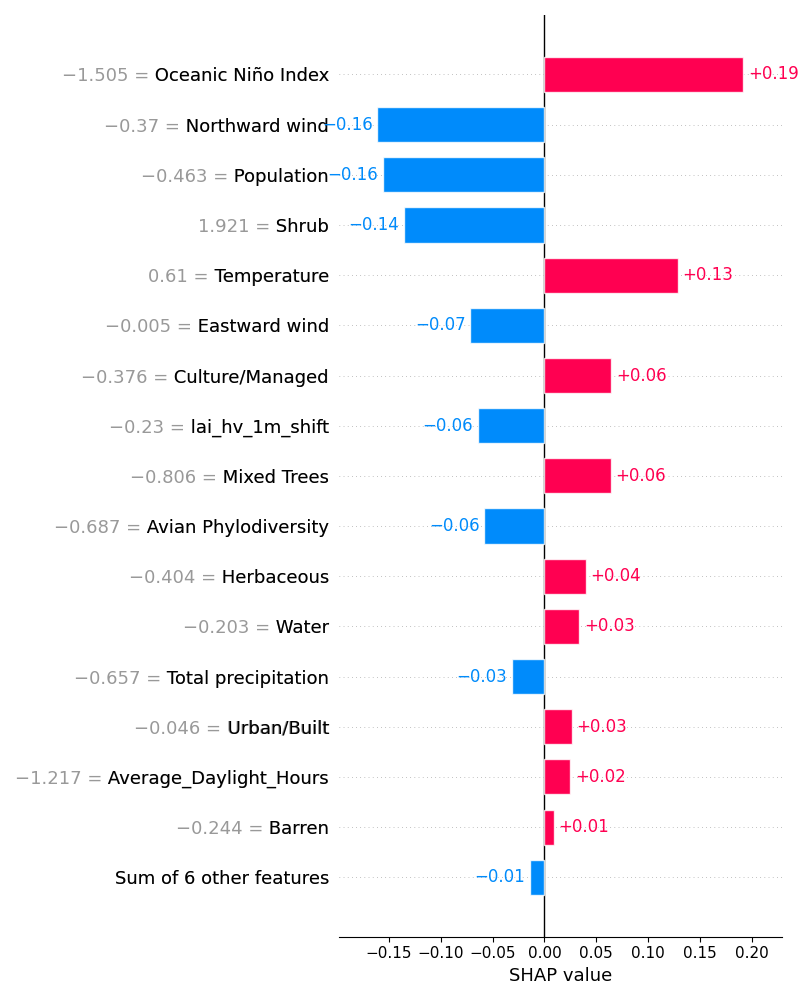 −1.505 = Oceanic Niño Index +0.19
−0.37 = Northward wind −0.16
−0.463 = Population −0.16
1.921 = Shrub −0.14
0.61 = Temperature +0.13
−0.005 = Eastward wind −0.07
−0.376 = Culture/Managed +0.06
−0.23 = lai_hv_1m_shift −0.06
−0.806 = Mixed Trees +0.06
−0.687 = Avian Phylodiversity −0.06
−0.404 = Herbaceous +0.04
−0.203 = Water +0.03
−0.657 = Total precipitation −0.03
−0.046 = Urban/Built +0.03
−1.217 = Average_Daylight_Hours +0.02
−0.244 = Barren +0.01
Sum of 6 other features −0.01
−0.15 −0.10 −0.05 0.00 0.05 0.10 0.15 0.20
SHAP value